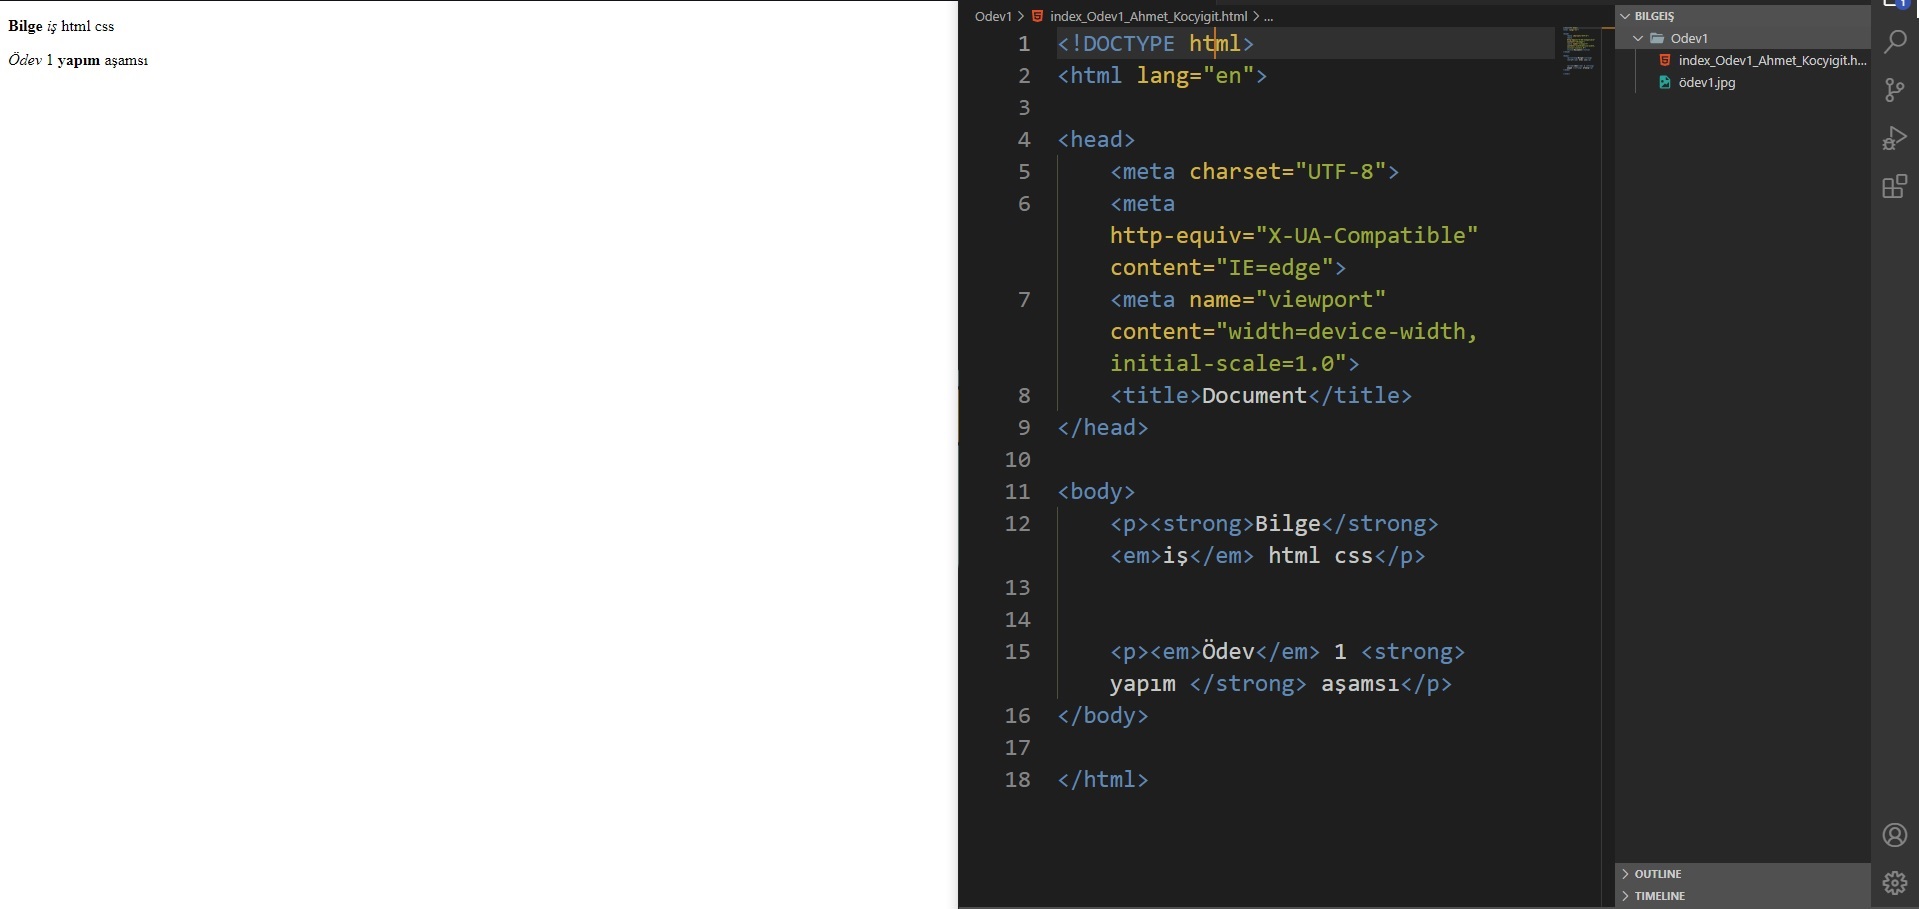 Bilge iş html css
Ödev 1 yapım aşamsı
Odev1 > index_Odev1_Ahmet_Kocyigit.html > ...
1 <!DOCTYPE html>
2 <html lang="en">
3
4 <head>
5 <meta charset="UTF-8">
6 <meta
http-equiv="X-UA-Compatible"
content="IE=edge">
7 <meta name="viewport"
content="width=device-width,
initial-scale=1.0">
8 <title>Document</title>
9 </head>
10
11 <body>
12 <p><strong>Bilge</strong>
<em>iş</em> html css</p>
13
14
15 <p><em>Ödev</em> 1 <strong>
yapım </strong> aşamsı</p>
16 </body>
17
18 </html>
BILGEIŞ
Odev1
index_Odev1_Ahmet_Kocyigit.h...
ödev1.jpg
OUTLINE
TIMELINE
1